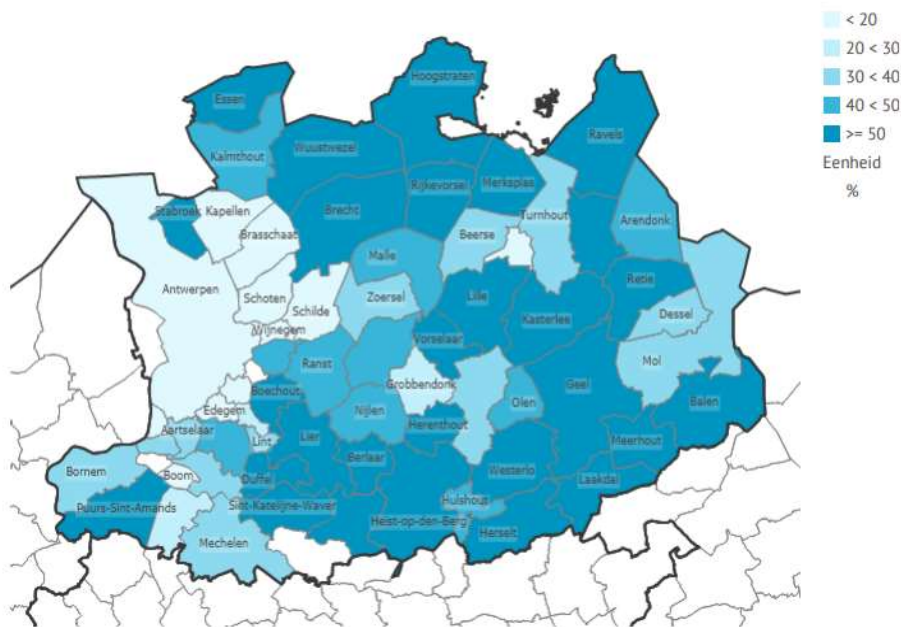 Hoogstraten
Essen
Ravels
Wuustwezel
Kalmthout
Rijkevorsel
Merksplas
Stabroek
Kapellen
Brecht
Turnhout
Arendonk
Brasschaat
Beerse
Malle
Retie
Antwerpen
Schoten
Schilde
Zoersel
Lille
Kasterlee
Dessel
Wijnegem
Vorselaar
Mol
Ranst
Boechout
Grobbendonk
Geel
Balen
Edegem
Nijlen
Olen
Aartselaar
Lint
Lier
Herenthout
Meerhout
Bornem
Boom
Duffel
Berlaar
Westerlo
Laakdal
Puurs-Sint-Amands
Sint-Katelijne-Waver
Hulshout
Heist-op-den-Berg
Herselt
Mechelen
< 20
20 < 30
30 < 40
40 < 50
>= 50
Eenheid
%